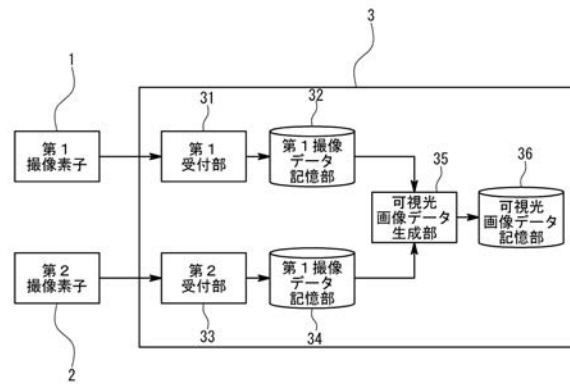 3
1
31
32
第1
撮像素子
第1
受付部
第1撮像
データ
記憶部
35
36
可視光
画像データ
生成部
可視光
画像データ
記憶部
第2
撮像素子
第2
受付部
第1撮像
データ
記憶部
2
33
34